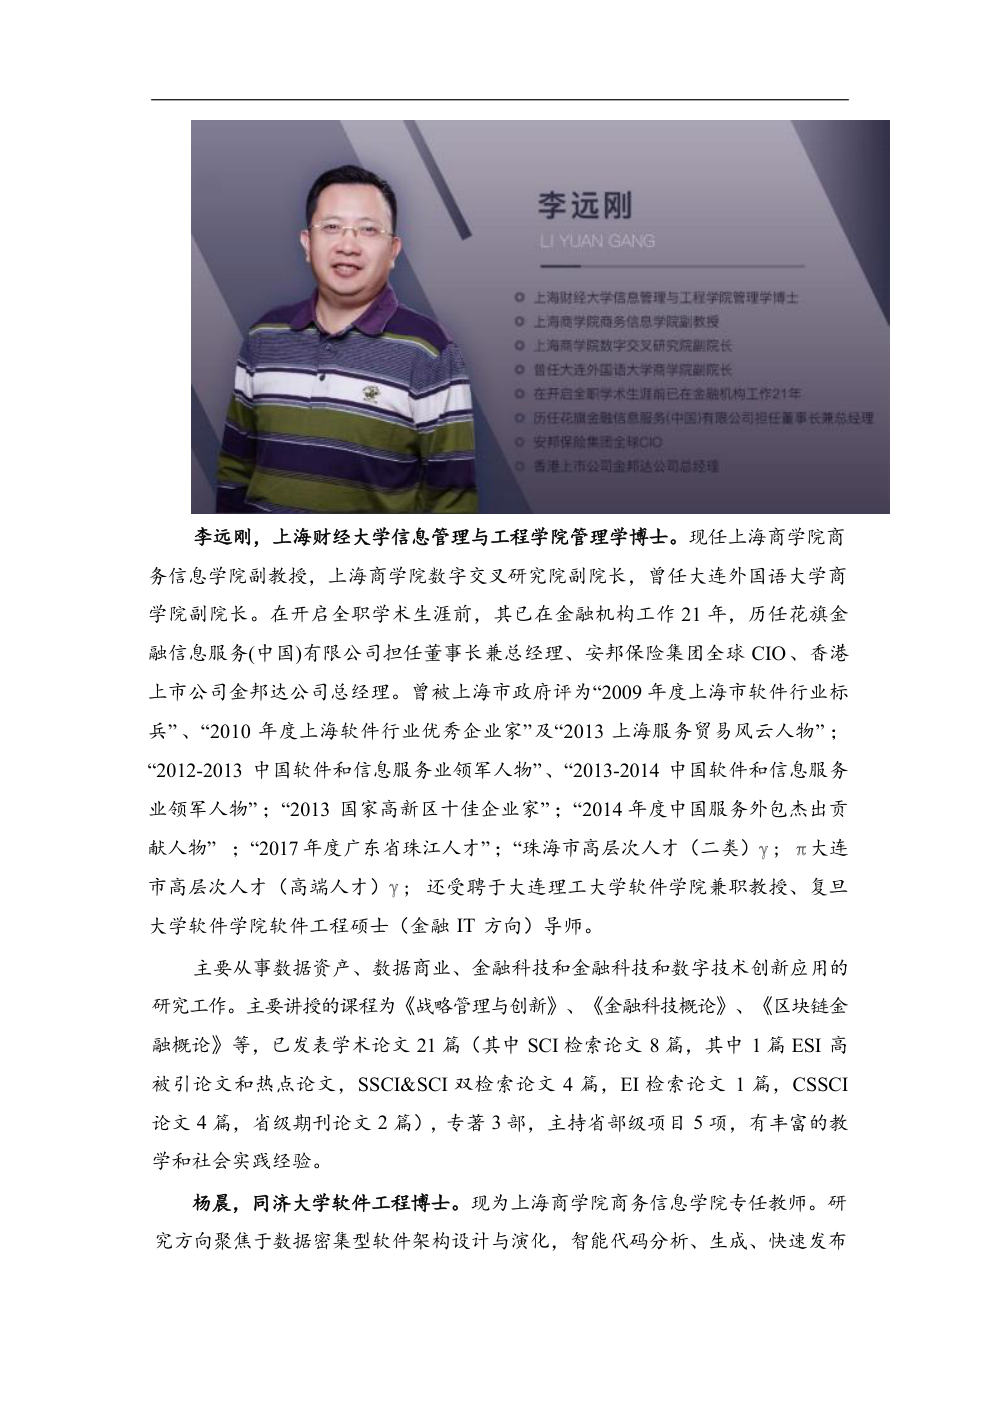 李远刚
LI YUAN GANG
上海财经大学信息管理与工程学院管理学博士
上海商学院商务信息学院副教授
上海商学院数字交叉研究院副院长
曾任大连外国语大学商学院副院长
在开启全职学术生涯前已在金融机构工作21年
历任花旗金融信息服务(中国)有限公司担任董事长兼总经理
安邦保险集团全球CIO
香港上市公司金邦达公司总经理
李远刚，上海财经大学信息管理与工程学院管理学博士。现任上海商学院商
务信息学院副教授，上海商学院数字交叉研究院副院长，曾任大连外国语大学商
学院副院长。在开启全职学术生涯前，其已在金融机构工作 21 年，历任花旗金
融信息服务(中国)有限公司担任董事长兼总经理、安邦保险集团全球 CIO、香港
上市公司金邦达公司总经理。曾被上海市政府评为“2009 年度上海市软件行业标
兵”、“2010 年度上海软件行业优秀企业家”及“2013 上海服务贸易风云人物”；
“2012-2013 中国软件和信息服务业领军人物”、“2013-2014 中国软件和信息服务
业领军人物”；“2013 国家高新区十佳企业家”；“2014 年度中国服务外包杰出贡
献人物” ；“2017 年度广东省珠江人才”；“珠海市高层次人才（二类）γ； π大连
市高层次人才（高端人才）γ； 还受聘于大连理工大学软件学院兼职教授、复旦
大学软件学院软件工程硕士（金融 IT 方向）导师。
主要从事数据资产、数据商业、金融科技和金融科技和数字技术创新应用的
研究工作。主要讲授的课程为《战略管理与创新》、《金融科技概论》、《区块链金
融概论》等，已发表学术论文 21 篇（其中 SCI 检索论文 8 篇，其中 1 篇 ESI 高
被引论文和热点论文，SSCI&SCI 双检索论文 4 篇，EI 检索论文 1 篇，CSSCI
论文 4 篇，省级期刊论文 2 篇），专著 3 部，主持省部级项目 5 项，有丰富的教
学和社会实践经验。
杨晨，同济大学软件工程博士。现为上海商学院商务信息学院专任教师。研
究方向聚焦于数据密集型软件架构设计与演化，智能代码分析、生成、快速发布